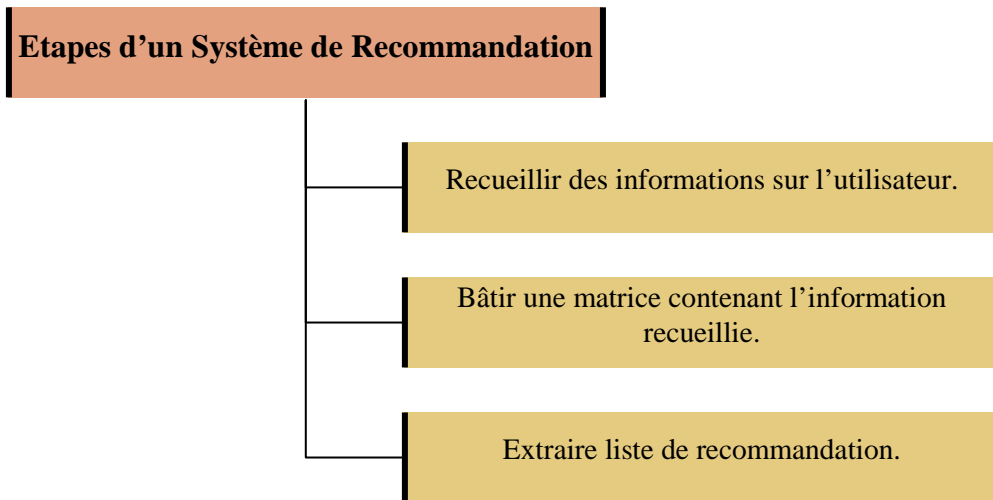 Etapes d’un Système de Recommandation
Recueillir des informations sur l’utilisateur.
Bâtir une matrice contenant l’information
recueillie.
Extraire liste de recommandation.